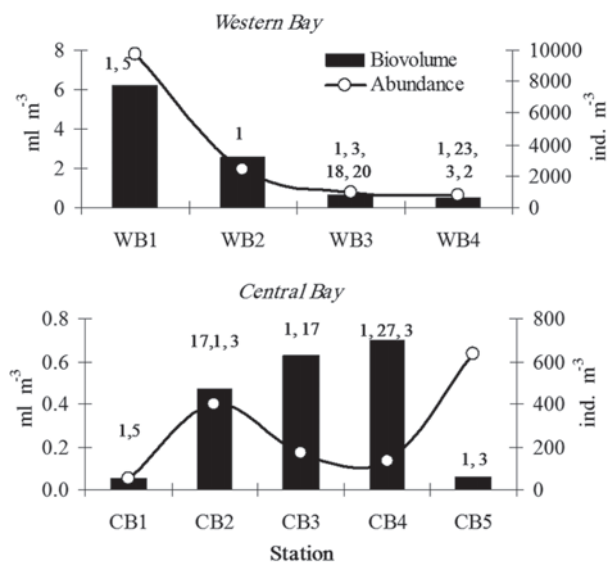 Western Bay
8
6
4
2
0
ml m-3
10000
8000
6000
4000
2000
0
ind. m-3
Biovolume
Abundance
1, 5
1
1, 3,
18, 20
1, 23,
3, 2
WB1 WB2 WB3 WB4
Central Bay
0.8
0.6
0.4
0.2
0.0
ml m-3
800
600
400
200
0
ind. m-3
1,5
17,1, 3
1, 17
1, 27, 3
1, 3
CB1 CB2 CB3 CB4 CB5
Station